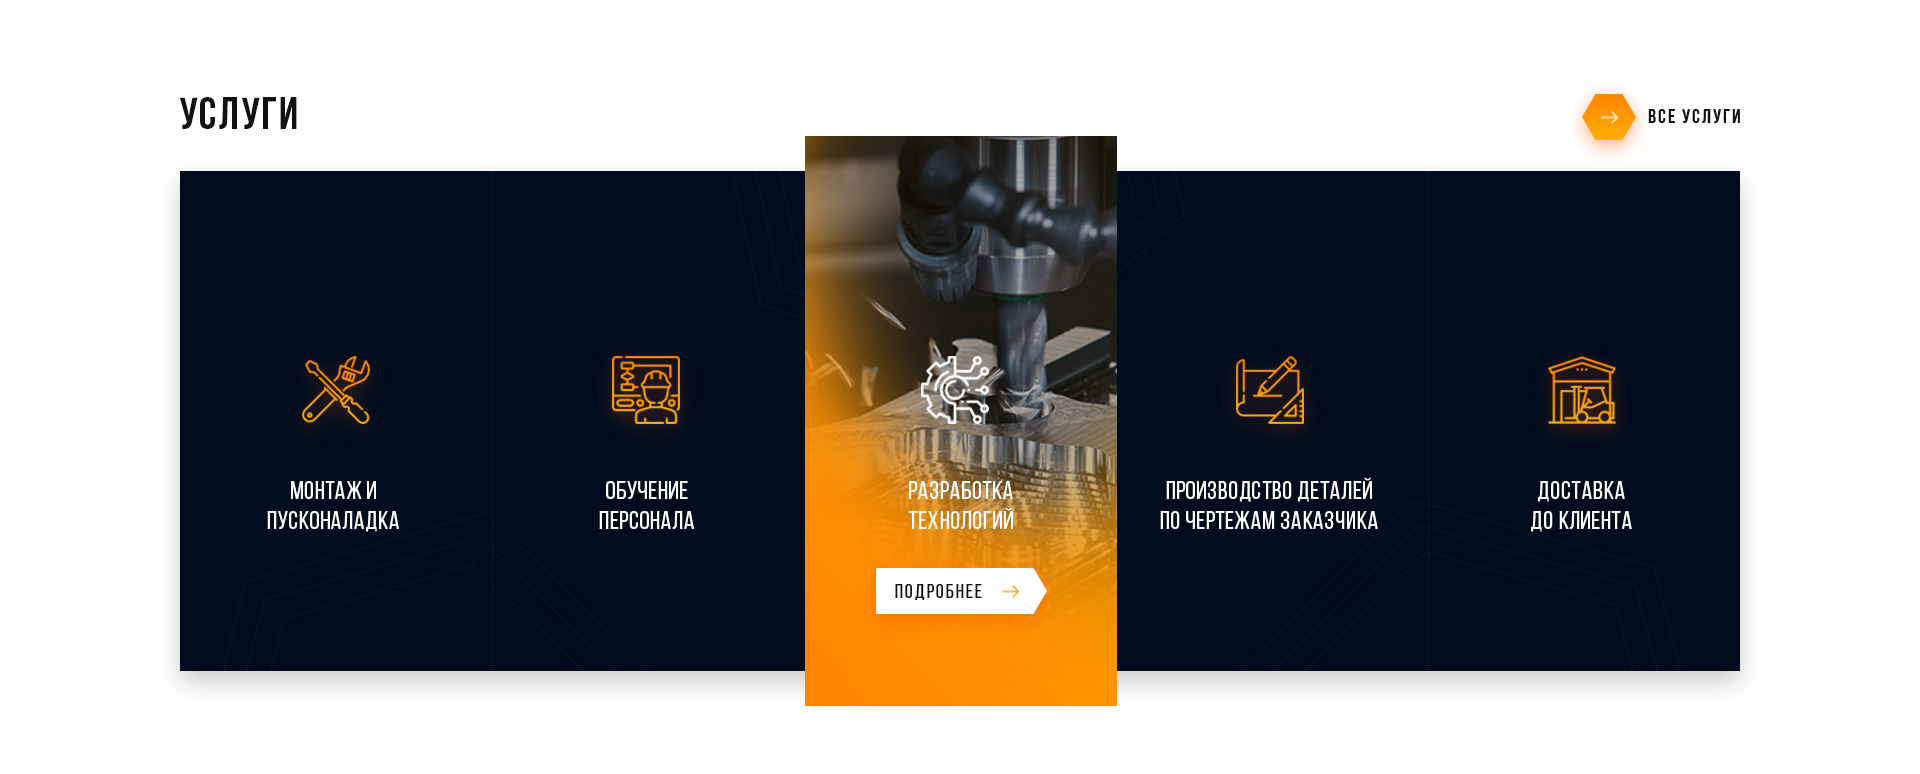 УСЛУГИ
ВСЕ УСЛУГИ
МОНТАЖ И
ПУСКОНАЛАДКА
ОБУЧЕНИЕ
ПЕРСОНАЛА
РАЗРАБОТКА
ТЕХНОЛОГИЙ
ПОДРОБНЕЕ
ПРОИЗВОДСТВО ДЕТАЛЕЙ
ПО ЧЕРТЕЖАМ ЗАКАЗЧИКА
ДОСТАВКА
ДО КЛИЕНТА